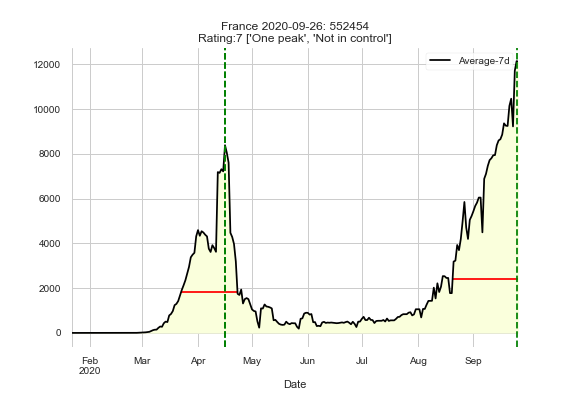 France 2020-09-26: 552454
Rating:7 ['One peak', 'Not in control']
Average-7d
12000
10000
8000
6000
4000
2000
0
Feb Mar Apr May Jun Jul Aug Sep
2020
Date